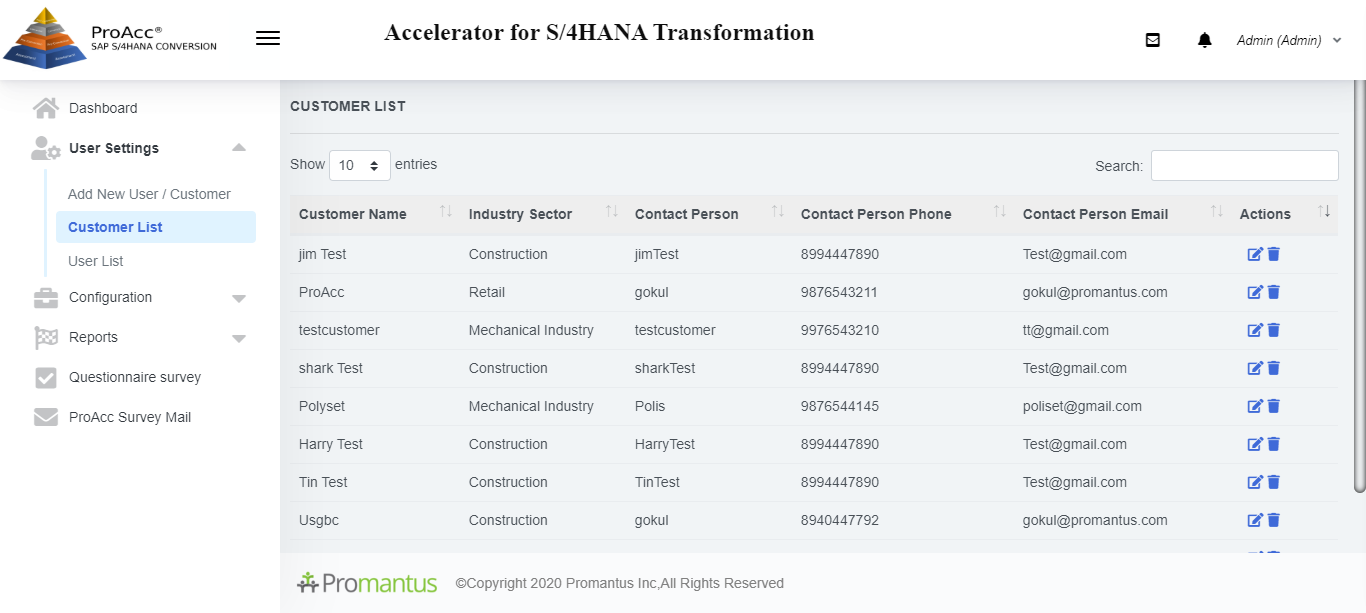 ProAcc®
SAP S/4HANA CONVERSION
Accelerator for S/4HANA Transformation
Admin (Admin)
Dashboard
User Settings
Add New User / Customer
Customer List
User List
Configuration
Reports
Questionnaire survey
ProAcc Survey Mail
CUSTOMER LIST
Show 10 entries
Search:
Customer Name Industry Sector Contact Person Contact Person Phone Contact Person Email Actions
jim Test Construction jimTest 8994447890 Test@gmail.com
ProAcc Retail gokul 9876543211 gokul@promantus.com
testcustomer Mechanical Industry testcustomer 9976543210 tt@gmail.com
shark Test Construction sharkTest 8994447890 Test@gmail.com
Polyset Mechanical Industry Polis 9876544145 poliset@gmail.com
Harry Test Construction HarryTest 8994447890 Test@gmail.com
Tin Test Construction TinTest 8994447890 Test@gmail.com
Usgbc Construction gokul 8940447792 gokul@promantus.com
Promantus ©Copyright 2020 Promantus Inc,All Rights Reserved